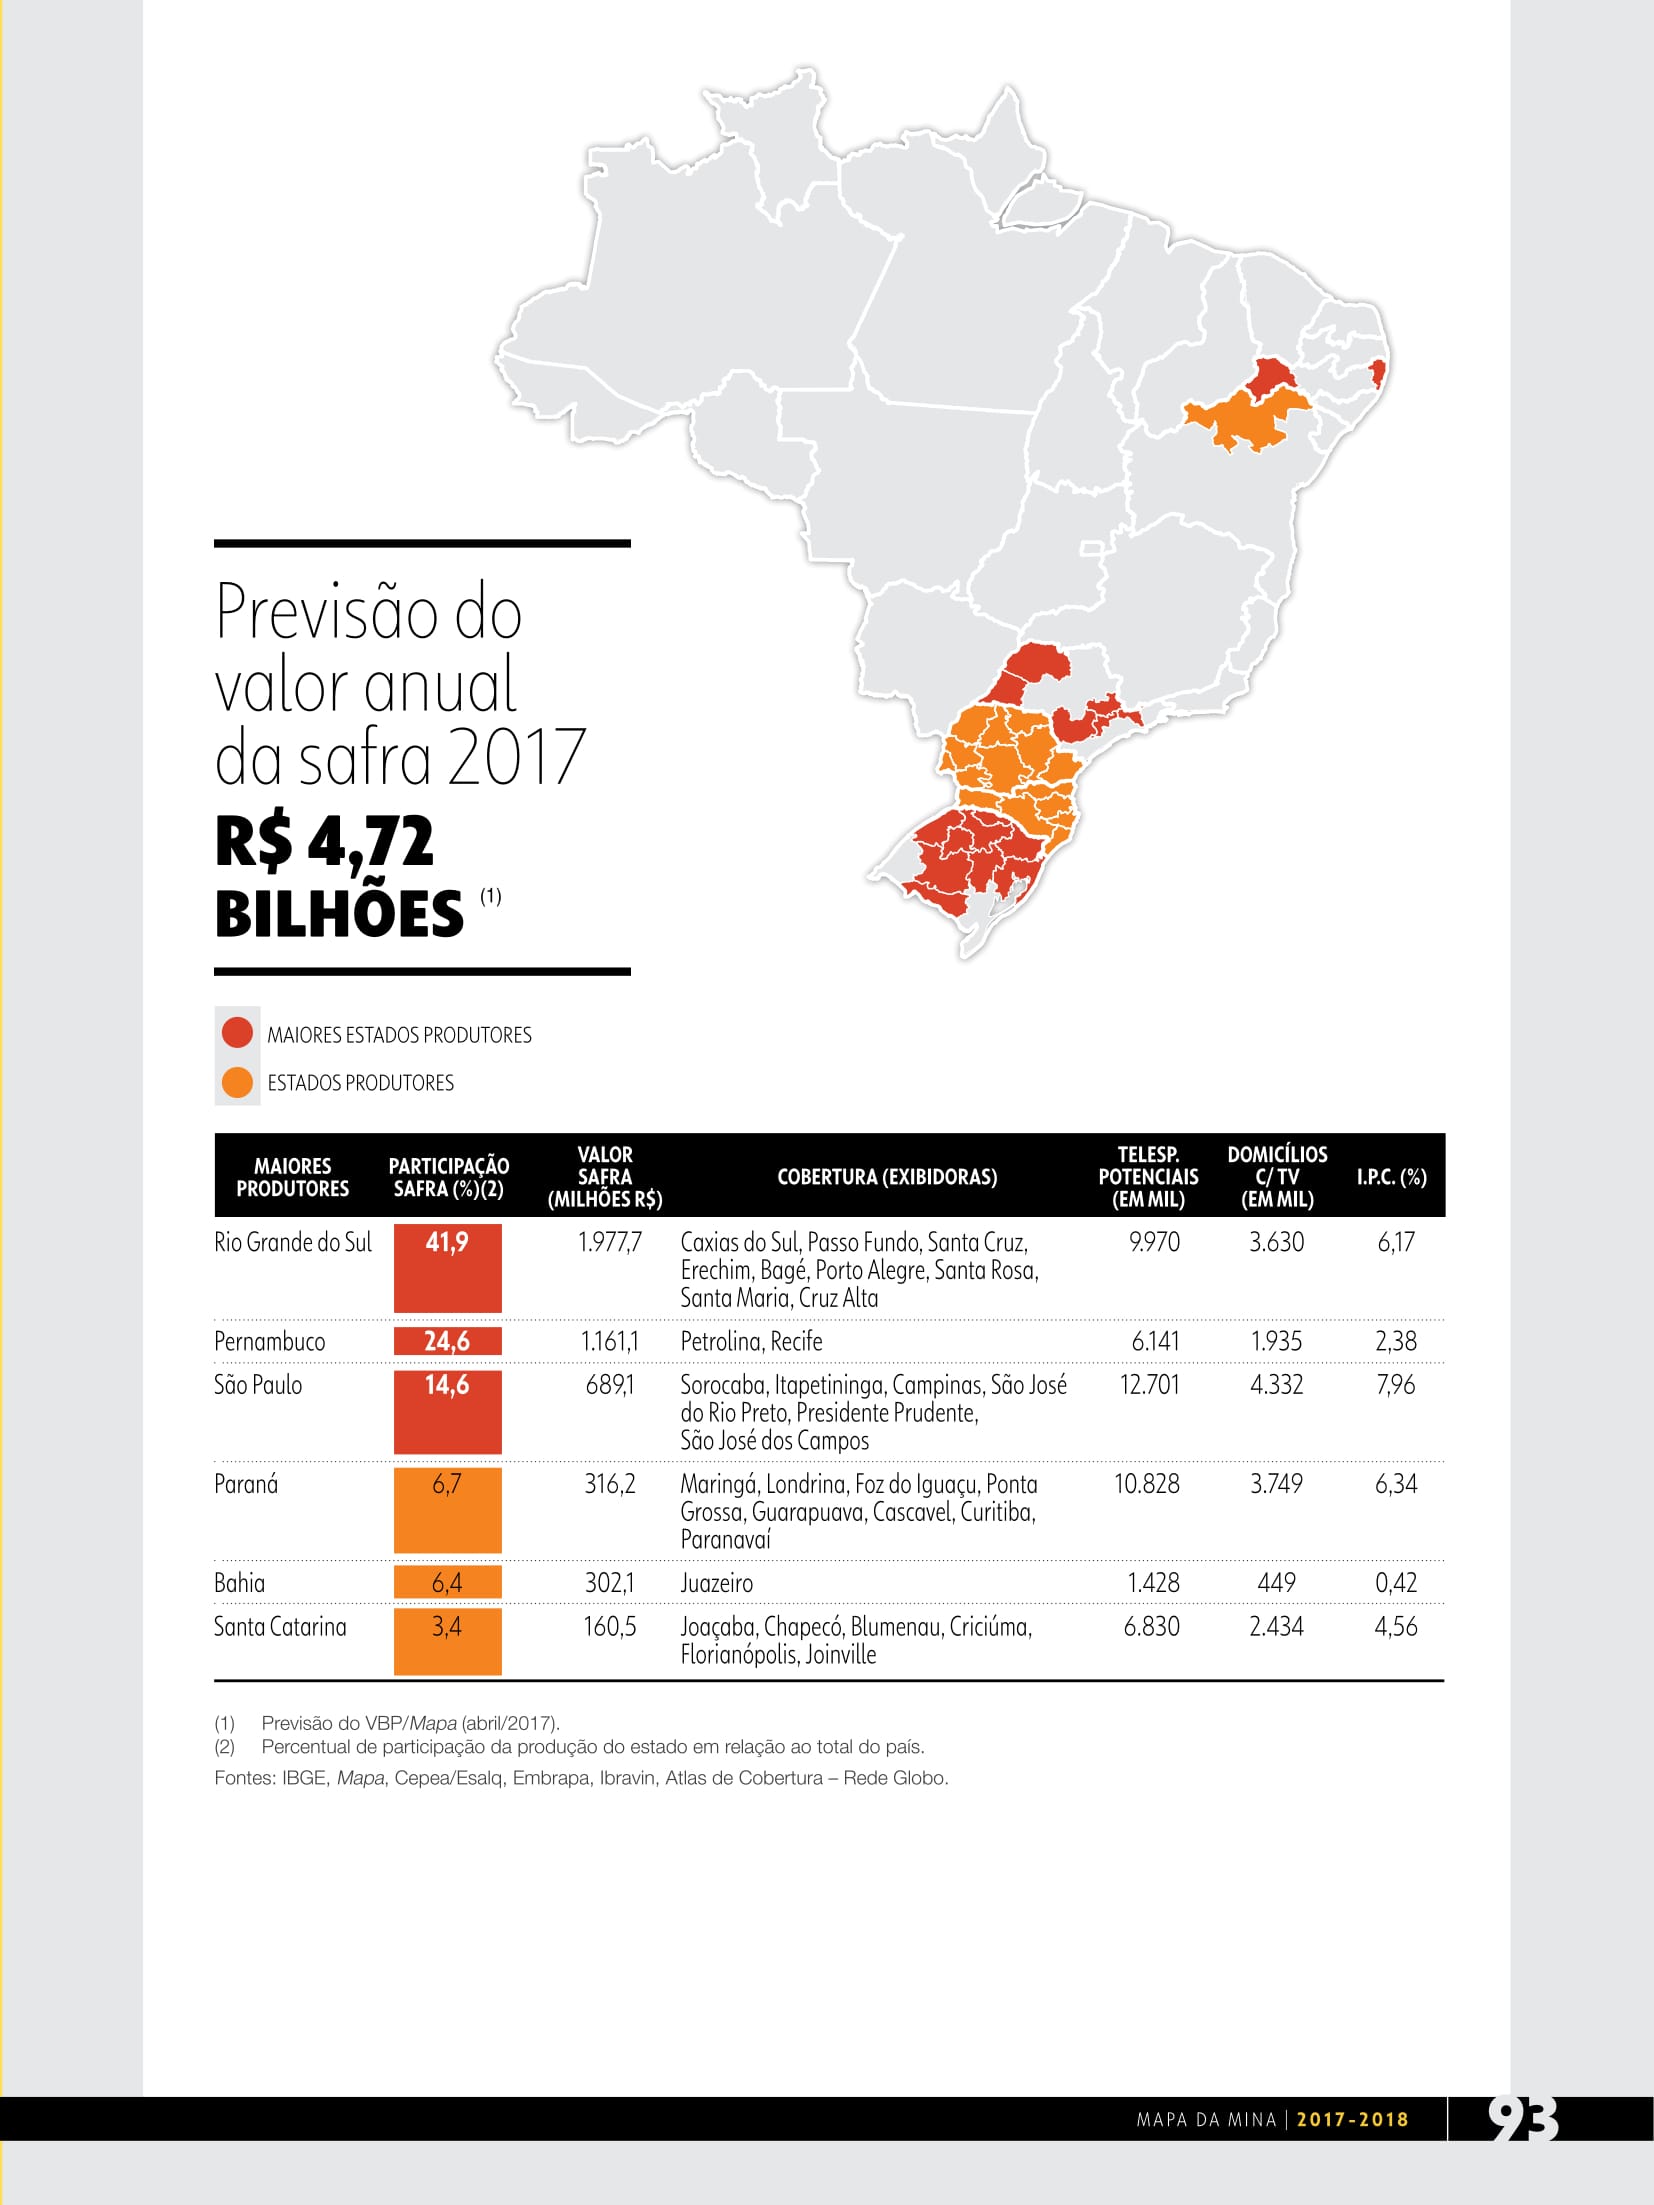 Previsão do
valor anual
da safra 2017
R$ 4,72
BILHÕES (1)
MAIORES ESTADOS PRODUTORES
ESTADOS PRODUTORES
MAIORES PRODUTORES PARTICIPAÇÃO SAFRA (%)(2) VALOR SAFRA (MILHÕES R$) COBERTURA (EXIBIDORAS) TELESP. POTENCIAIS (EM MIL) DOMICÍLIOS C/ TV (EM MIL) I.P.C. (%)
Rio Grande do Sul 41,9 1.977,7 Caxias do Sul, Passo Fundo, Santa Cruz, 9.970 3.630 6,17
Erechim, Bagé, Porto Alegre, Santa Rosa,
Santa Maria, Cruz Alta
Pernambuco 24,6 1.161,1 Petrolina, Recife 6.141 1.935 2,38
São Paulo 14,6 689,1 Sorocaba, Itapetininga, Campinas, São José 12.701 4.332 7,96
do Rio Preto, Presidente Prudente,
São José dos Campos
Paraná 6,7 316,2 Maringá, Londrina, Foz do Iguaçu, Ponta 10.828 3.749 6,34
Grossa, Guarapuava, Cascavel, Curitiba,
Paranavaí
Bahia 6,4 302,1 Juazeiro 1.428 449 0,42
Santa Catarina 3,4 160,5 Joaçaba, Chapecó, Blumenau, Criciúma, 6.830 2.434 4,56
Florianópolis, Joinville
(1) Previsão do VBP/Mapa (abril/2017).
(2) Percentual de participação da produção do estado em relação ao total do país.
Fontes: IBGE, Mapa, Cepea/Esalq, Embrapa, Ibravin, Atlas de Cobertura – Rede Globo.
MAPA DA MINA | 2017-2018 93